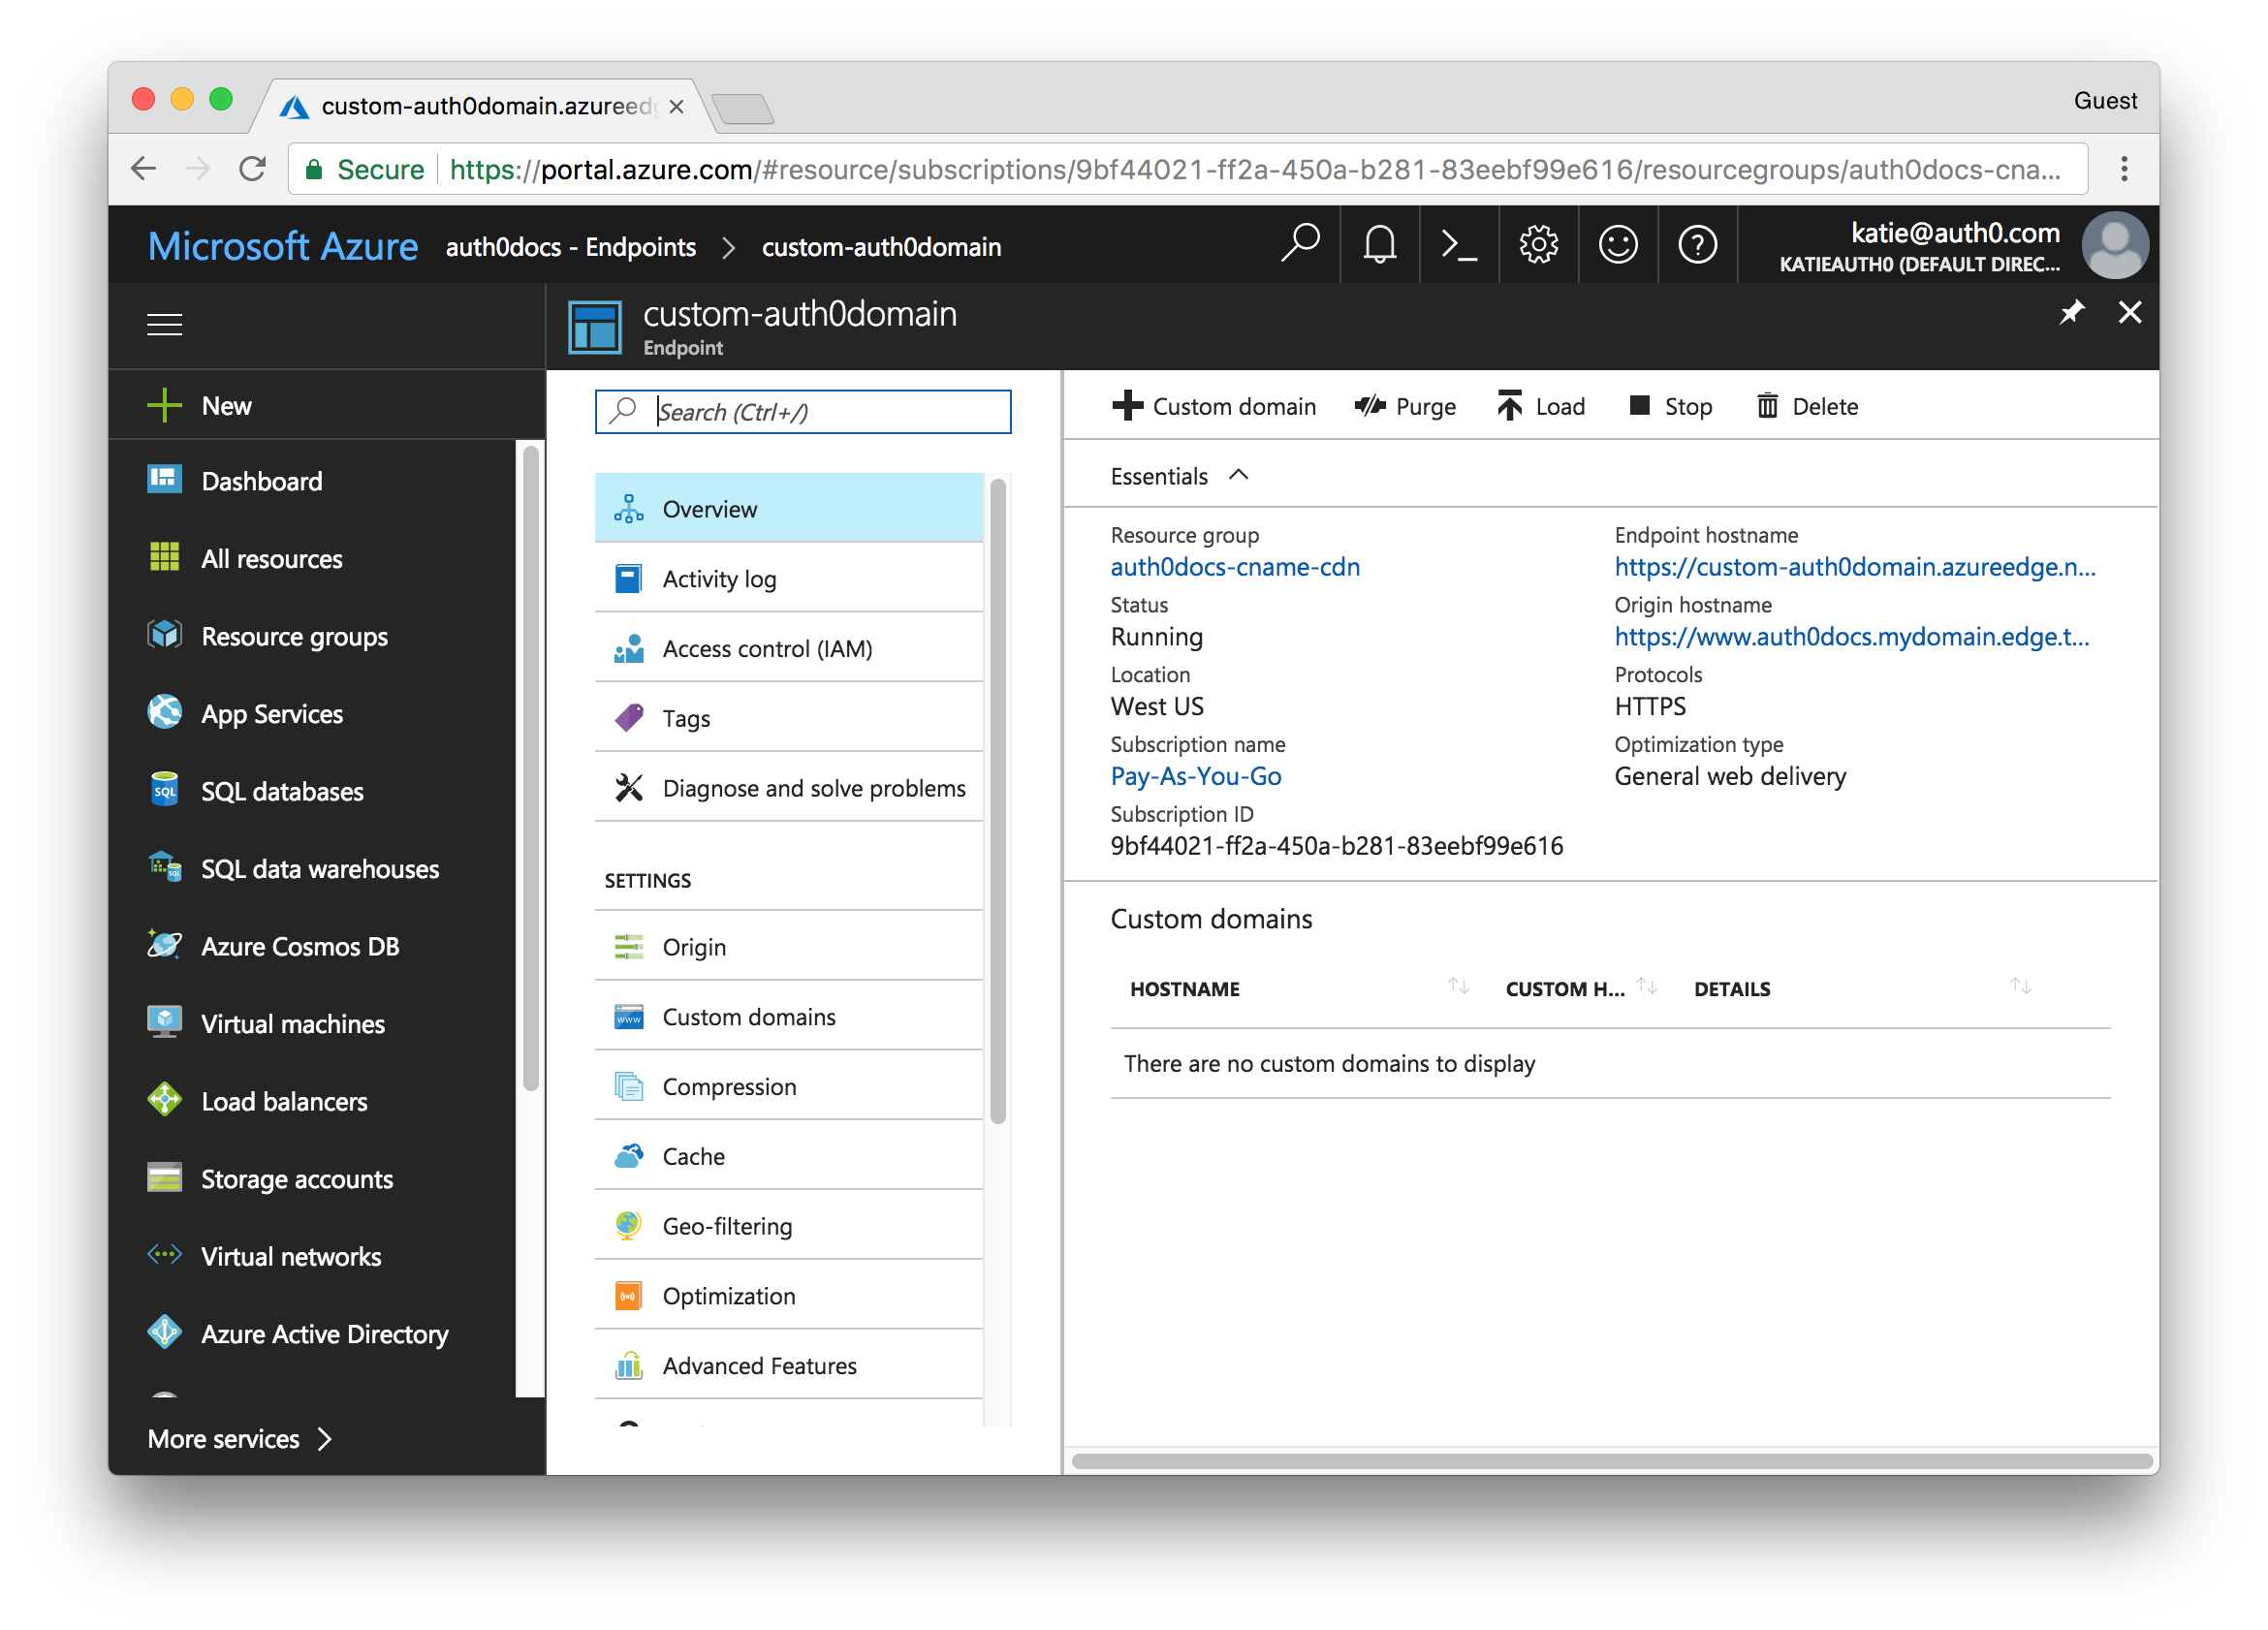 custom-auth0domain.azureed
Guest
Secure
https://portal.azure.com/#resource/subscriptions/9bf44021-ff2a-450a-b281-83eebf99e616/resourcegroups/auth0docs-cna...
Microsoft Azure
auth0docs - Endpoints > custom-auth0domain
katie@auth0.com
KATIEAUTH0 (DEFAULT DIREC...
custom-auth0domain
Endpoint
New
Dashboard
All resources
Resource groups
App Services
SQL databases
SQL data warehouses
Azure Cosmos DB
Virtual machines
Load balancers
Storage accounts
Virtual networks
Azure Active Directory
More services >
Search (Ctrl+/)
Overview
Activity log
Access control (IAM)
Tags
Diagnose and solve problems
SETTINGS
Origin
Custom domains
Compression
Cache
Geo-filtering
Optimization
Advanced Features
Custom domain
Purge
Load
Stop
Delete
Essentials
Resource group
auth0docs-cname-cdn
Status
Running
Location
West US
Subscription name
Pay-As-You-Go
Subscription ID
9bf44021-ff2a-450a-b281-83eebf99e616
Endpoint hostname
https://custom-auth0domain.azureedge.n...
Origin hostname
https://www.auth0docs.mydomain.edge.t...
Protocols
HTTPS
Optimization type
General web delivery
Custom domains
HOSTNAME
CUSTOM H...
DETAILS
There are no custom domains to display